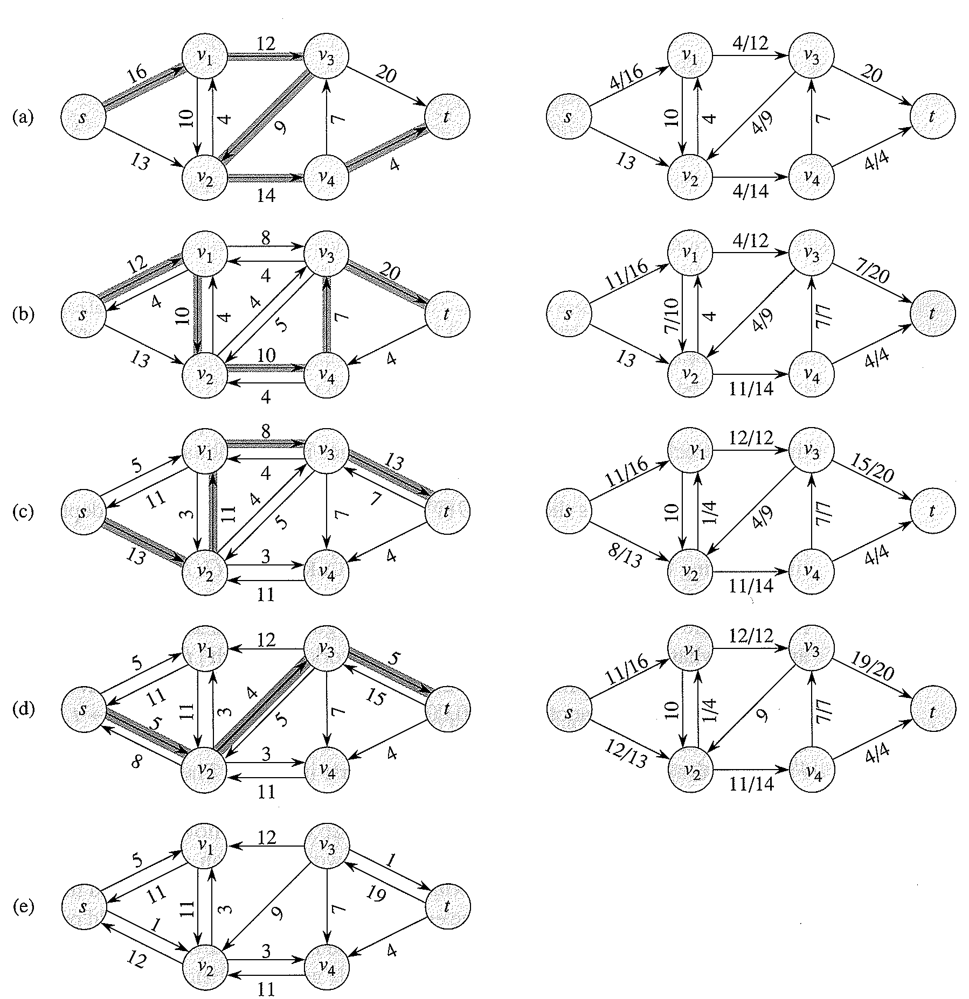 12
v1 v3
16 20
(a) s 10 4 9 7 t
13 4
v2 v4
14
4/12
v1 v3
4/16 20
s 10 4 4/9 7 t
13 4/4
v2 v4
4/14
8
v1 v3
12 4 20
(b) s 4 10 4 4 5 7 t
13 10 4
v2 v4
4
4/12
v1 v3
11/16 7/20
s 7/10 4 4/9 7/7 t
13 4/4
v2 v4
11/14
8
v1 v3
5 4 13
(c) s 11 3 11 4 5 7 7 t
13 3 4
v2 v4
11
12/12
v1 v3
11/16 15/20
s 10 1/4 4/9 7/7 t
8/13 4/4
v2 v4
11/14
12
v1 v3
5 5
(d) s 11 5 11 3 4 5 7 15 t
8 3 4
v2 v4
11
12/12
v1 v3
11/16 19/20
s 10 1/4 9 7/7 t
12/13 4/4
v2 v4
11/14
12
v1 v3
5 1
(e) s 11 1 11 3 9 7 19 t
12 3 4
v2 v4
11